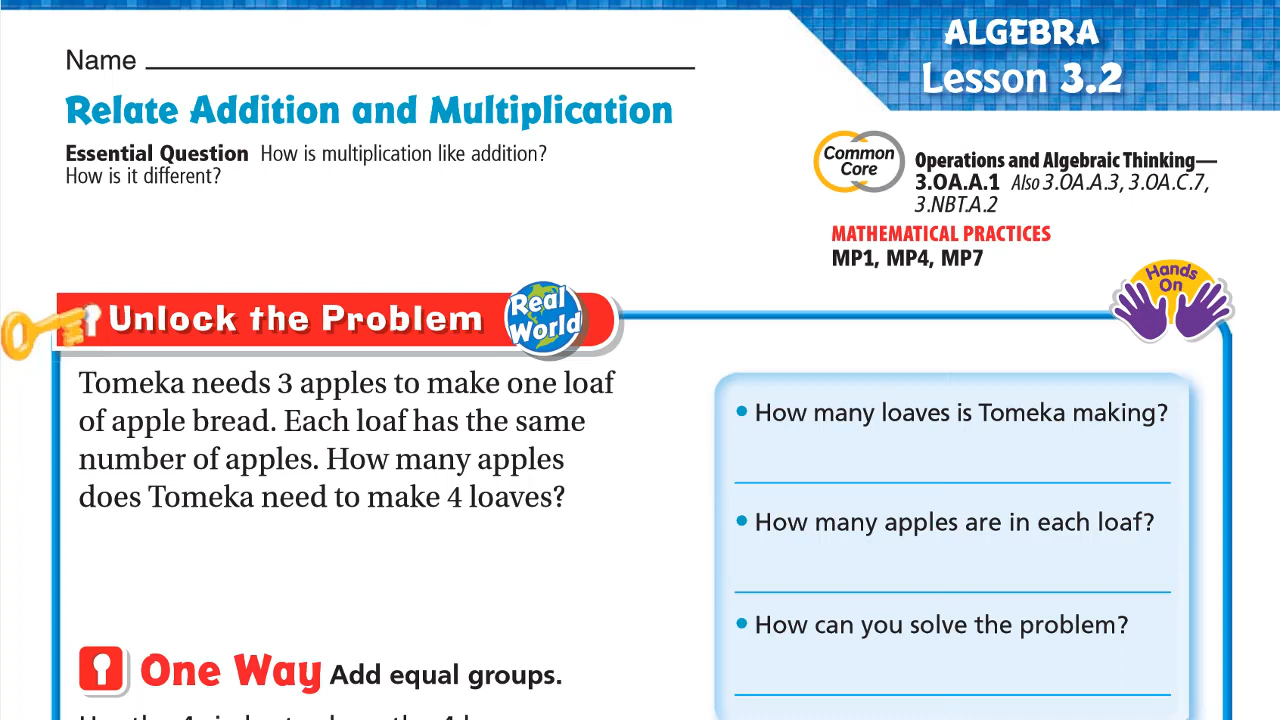 Name
ALGEBRA
Lesson 3.2
Relate Addition and Multiplication
Essential Question How is multiplication like addition?
How is it different?
Common
Core
Operations and Algebraic Thinking—
3.OA.A.1 Also 3.OA.A.3, 3.OA.C.7,
3.NBT.A.2
MATHEMATICAL PRACTICES
MP1, MP4, MP7
Hands
On
Unlock the Problem
Real
World
Tomeka needs 3 apples to make one loaf
of apple bread. Each loaf has the same
number of apples. How many apples
does Tomeka need to make 4 loaves?
• How many loaves is Tomeka making?
• How many apples are in each loaf?
• How can you solve the problem?
One Way Add equal groups.